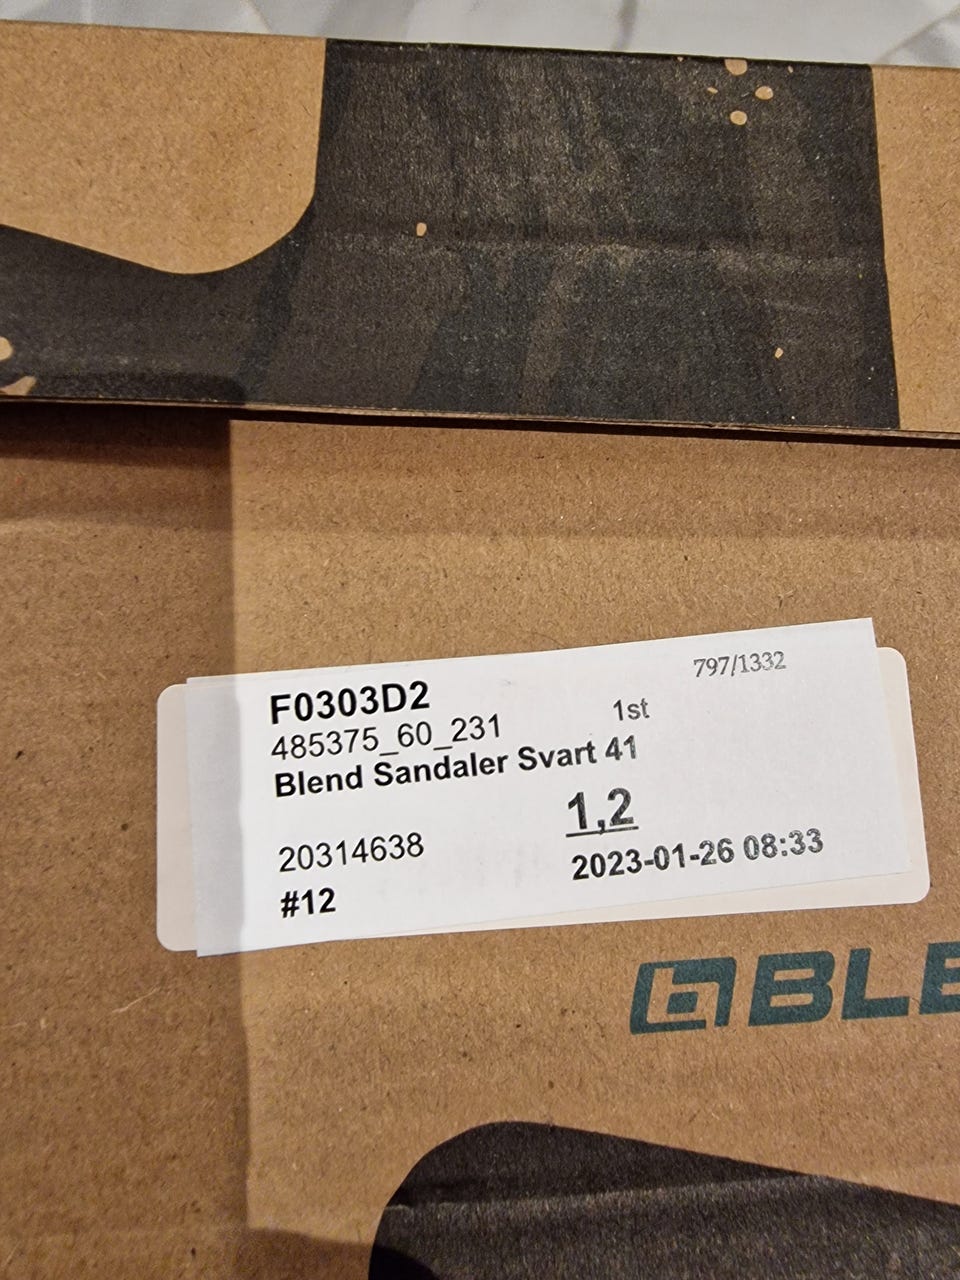 797/1332
F0303D2
485375_60_231 1st
Blend Sandaler Svart 41
1,2
20314638 2023-01-26 08:33
#12
BLE